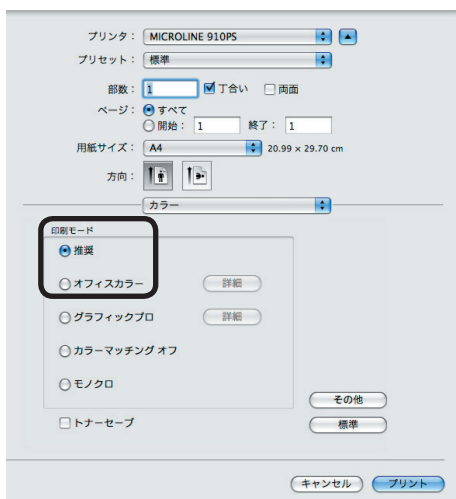 プリンタ： MICROLINE 910PS
プリセット： 標準
部数： 1 丁合い 両面
ページ： すべて
開始： 1 終了： 1
用紙サイズ： A4 20.99 × 29.70 cm
方向：
カラー
印刷モード
推奨
オフィスカラー 詳細
グラフィックプロ 詳細
カラーマッチング オフ
モノクロ
その他
トナーセーブ 標準
キャンセル プリント